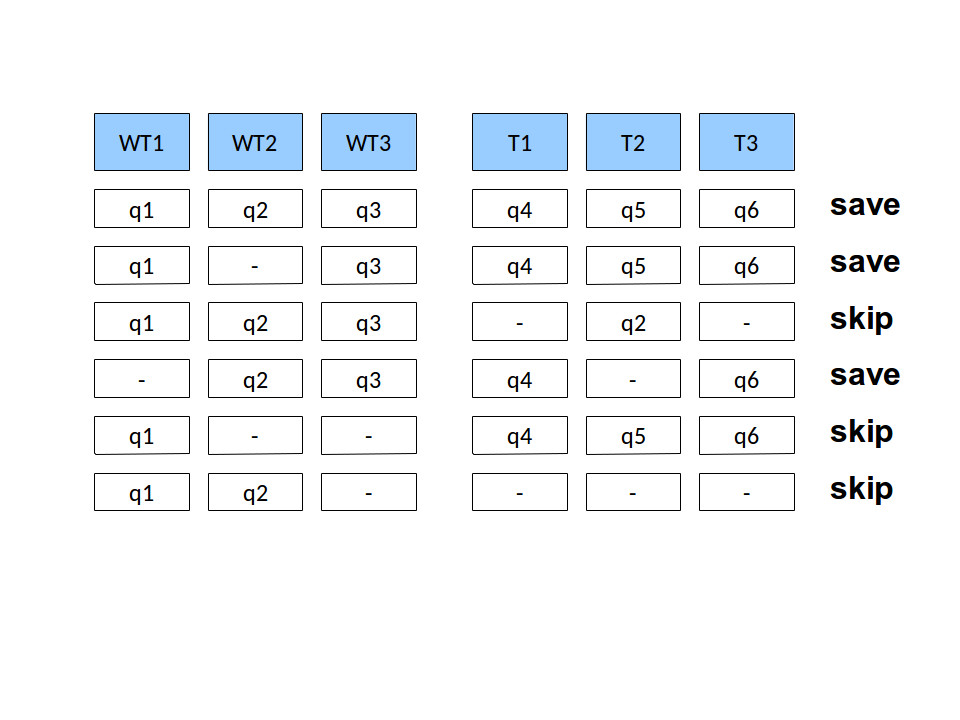 WT1 WT2 WT3 T1 T2 T3
q1 q2 q3 q4 q5 q6 save
q1 - q3 q4 q5 q6 save
q1 q2 q3 - q2 - skip
- q2 q3 q4 - q6 save
q1 - - q4 q5 q6 skip
q1 q2 - - - - skip